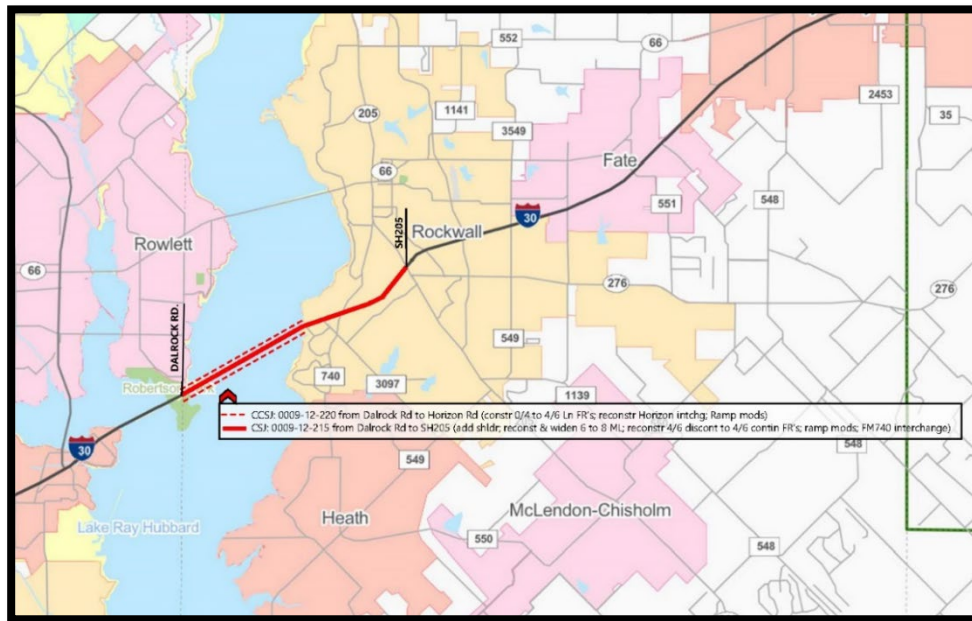 552
66
205
1141
2453
35
3549
Fate
66
551
548
30
SH205
Rockwall
Rowlett
66
276
276
DALROCK RD.
549
740
3097
Robertson
1139
CCSJ: 0009-12-220 from Dalrock Rd to Horizon Rd (constr 0/4 to 4/6 Ln FR's; reconstr Horizon intchg; Ramp mods)
CSJ: 0009-12-215 from Dalrock Rd to SH205 (add shldr; reconst & widen 6 to 8 ML; reconstr 4/6 discont to 4/6 contin FR's; ramp mods; FM740 interchange)
30
548
549
Heath
McLendon-Chisholm
Lake Ray Hubbard
550
548